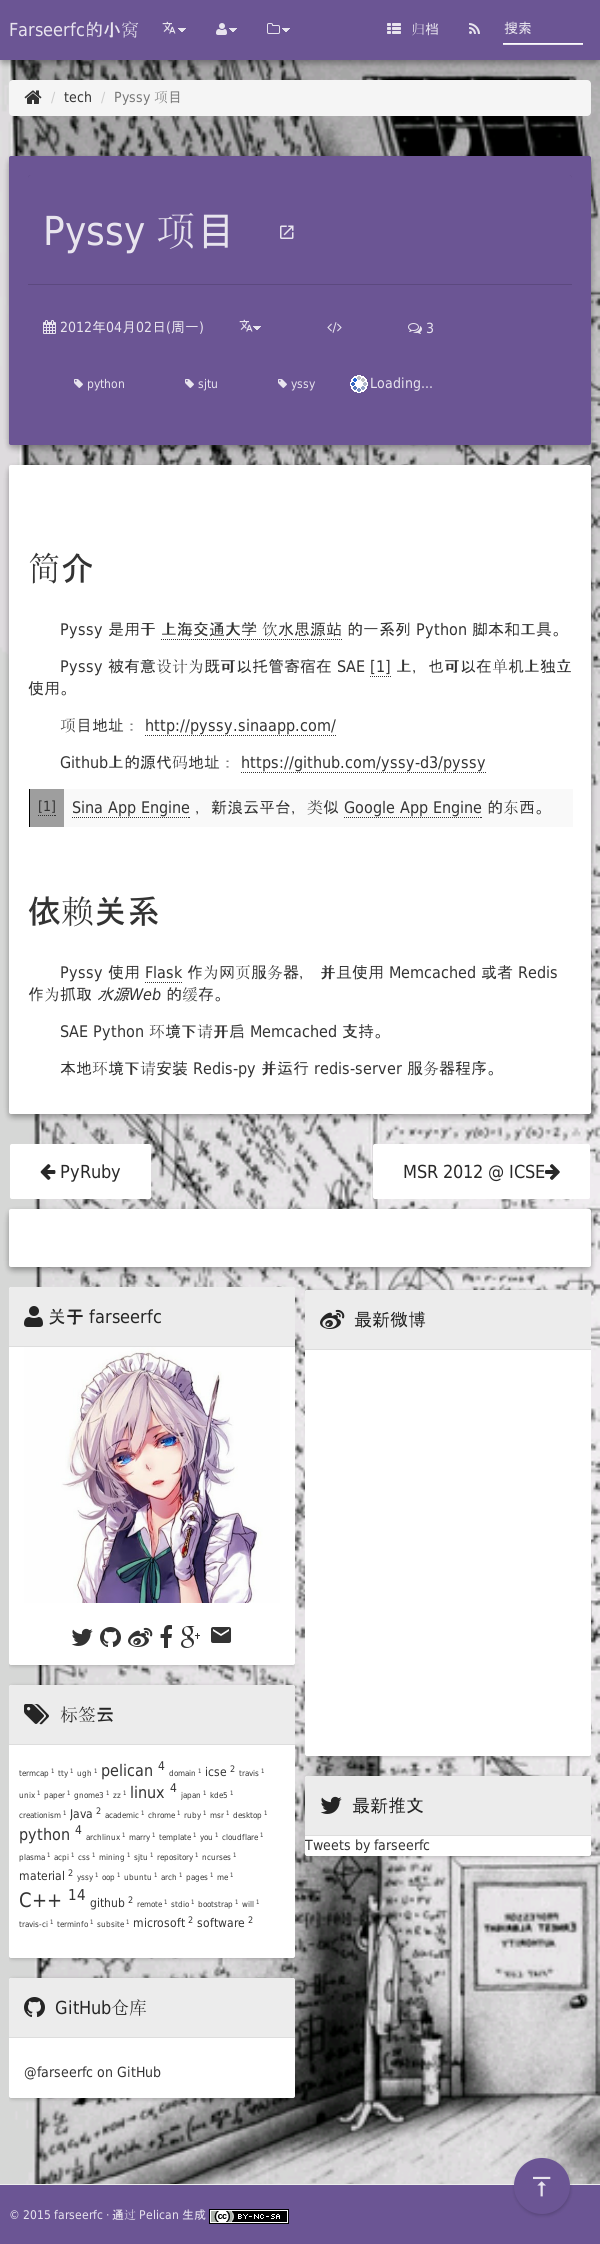 Farseerfc的小窝
归档
搜索
/ tech / Pyssy 项目
Pyssy 项目
2012年04月02日(周一)
3
python
sjtu
yssy
Loading...
简介
Pyssy 是用于 上海交通大学 饮水思源站 的一系列 Python 脚本和工具。
Pyssy 被有意设计为既可以托管寄宿在 SAE [1] 上，也可以在单机上独立
使用。
项目地址： http://pyssy.sinaapp.com/
Github上的源代码地址： https://github.com/yssy-d3/pyssy
[1] Sina App Engine ，新浪云平台，类似 Google App Engine 的东西。
依赖关系
Pyssy 使用 Flask 作为网页服务器， 并且使用 Memcached 或者 Redis
作为抓取 水源Web 的缓存。
SAE Python 环境下请开启 Memcached 支持。
本地环境下请安装 Redis-py 并运行 redis-server 服务器程序。
PyRuby
MSR 2012 @ ICSE
关于 farseerfc
标签云
termcap 1 tty 1 ugh 1 pelican 4 domain 1 icse 2 travis 1
unix 1 paper 1 gnome3 1 zz 1 linux 4 japan 1 kde5 1
creationism 1 Java 2 academic 1 chrome 1 ruby 1 msr 1 desktop 1
python 4 archlinux 1 marry 1 template 1 you 1 cloudflare 1
plasma 1 acpi 1 css 1 mining 1 sjtu 1 repository 1 ncurses 1
material 2 yssy 1 oop 1 ubuntu 1 arch 1 pages 1 me 1
C++ 14 github 2 remote 1 stdio 1 bootstrap 1 will 1
travis-ci 1 terminfo 1 subsite 1 microsoft 2 software 2
GitHub仓库
@farseerfc on GitHub
最新微博
最新推文
Tweets by farseerfc
© 2015 farseerfc · 通过 Pelican 生成
(cc) BY-NC-SA